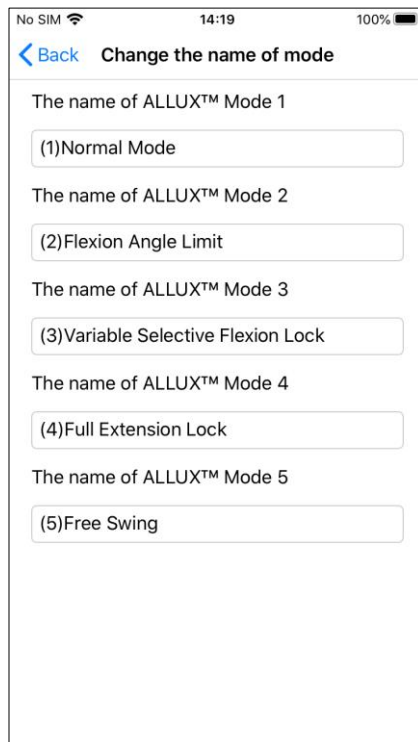 No SIM 14:19 100%
Back Change the name of mode
The name of ALLUX™ Mode 1
(1)Normal Mode
The name of ALLUX™ Mode 2
(2)Flexion Angle Limit
The name of ALLUX™ Mode 3
(3)Variable Selective Flexion Lock
The name of ALLUX™ Mode 4
(4)Full Extension Lock
The name of ALLUX™ Mode 5
(5)Free Swing